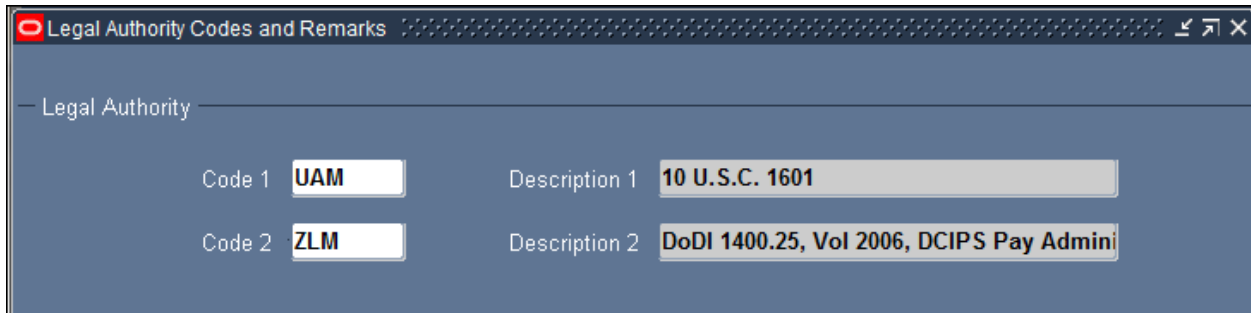 Legal Authority Codes and Remarks
Legal Authority
Code 1 UAM Description 1 10 U.S.C. 1601
Code 2 ZLM Description 2 DoDI 1400.25, Vol 2006, DCIPS Pay Admini